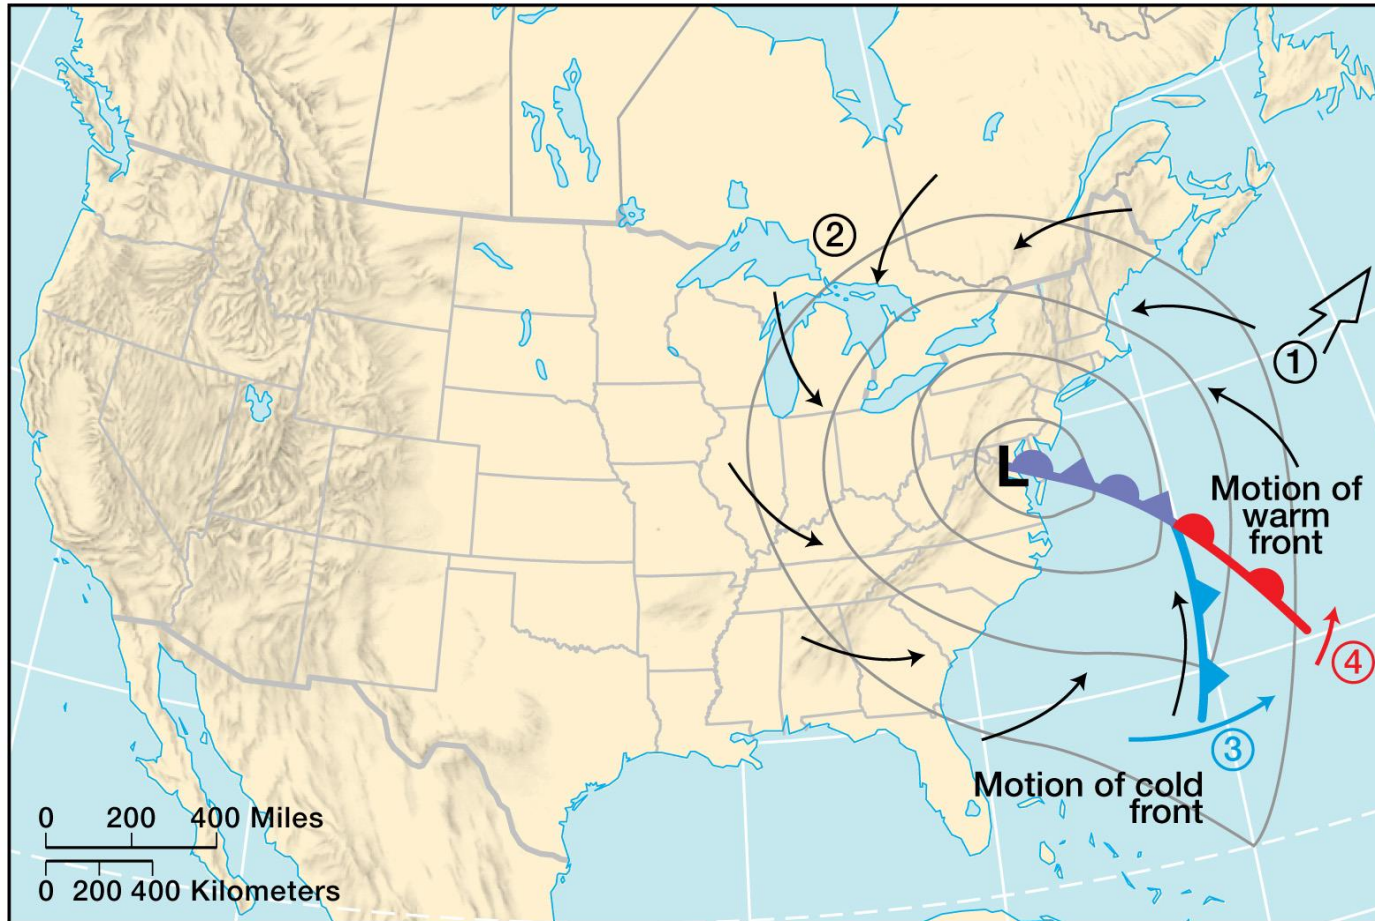 ②
①
L
Motion of
warm
front
④
③
Motion of cold
front
0 200 400 Miles
0 200 400 Kilometers